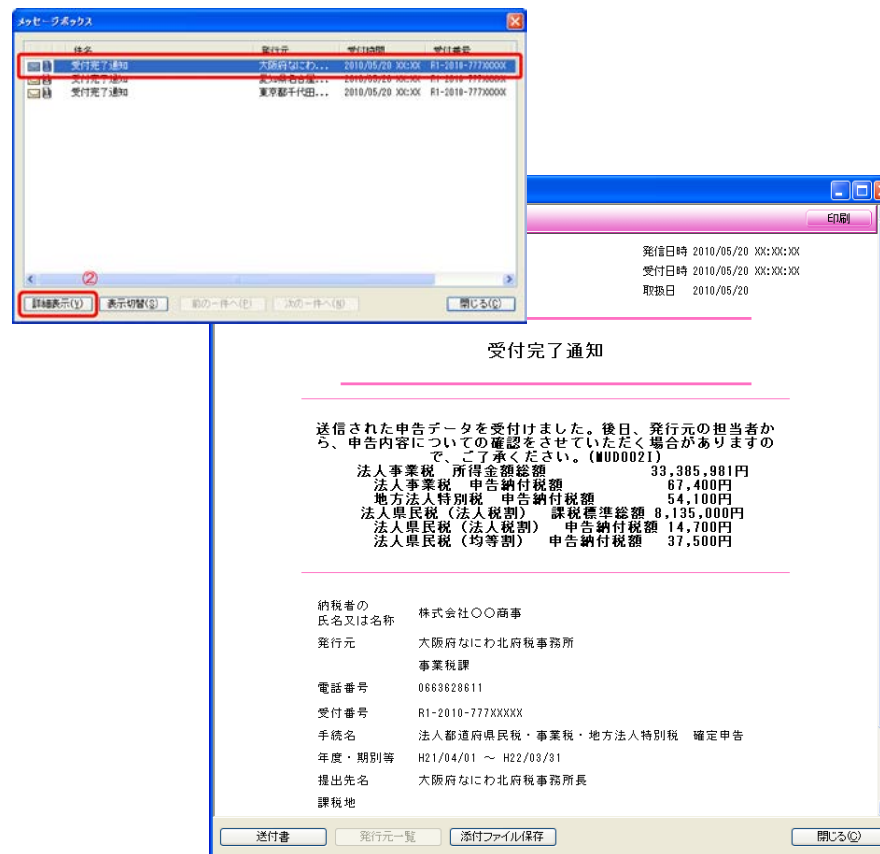 メッセージボックス
件名 発行元 受付時間 受付番号
受付完了通知 大阪府なにわ... 2010/05/20 XX:XX R1-2010-777XXXXX
受付完了通知 愛知県名古屋... 2010/05/20 XX:XX R1-2010-777XXXXX
受付完了通知 東京都千代田... 2010/05/20 XX:XX R1-2010-777XXXXX
②
詳細表示(Y) 表示切替(S) 前の一件へ(P) 次の一件へ(N) 閉じる(C)
印刷
発信日時 2010/05/20 XX:XX:XX
受付日時 2010/05/20 XX:XX:XX
取扱日 2010/05/20
受付完了通知
送信された申告データを受付けました。後日、発行元の担当者か
ら、申告内容についての確認をさせていただく場合がありますの
で、ご了承ください。(MUD002I)
法人事業税 所得金額総額 33,385,981円
法人事業税 申告納付税額 67,400円
地方法人特別税 申告納付税額 54,100円
法人県民税（法人税割） 課税標準総額 8,135,000円
法人県民税（法人税割） 申告納付税額 14,700円
法人県民税（均等割） 申告納付税額 37,500円
納税者の
氏名又は名称 株式会社○○商事
発行元 大阪府なにわ北府税事務所
事業税課
電話番号 0663628611
受付番号 R1-2010-777XXXXX
手続名 法人都道府県民税・事業税・地方法人特別税 確定申告
年度・期別等 H21/04/01 ～ H22/03/31
提出先名 大阪府なにわ北府税事務所長
課税地
送付書 発行元一覧 添付ファイル保存 閉じる(C)